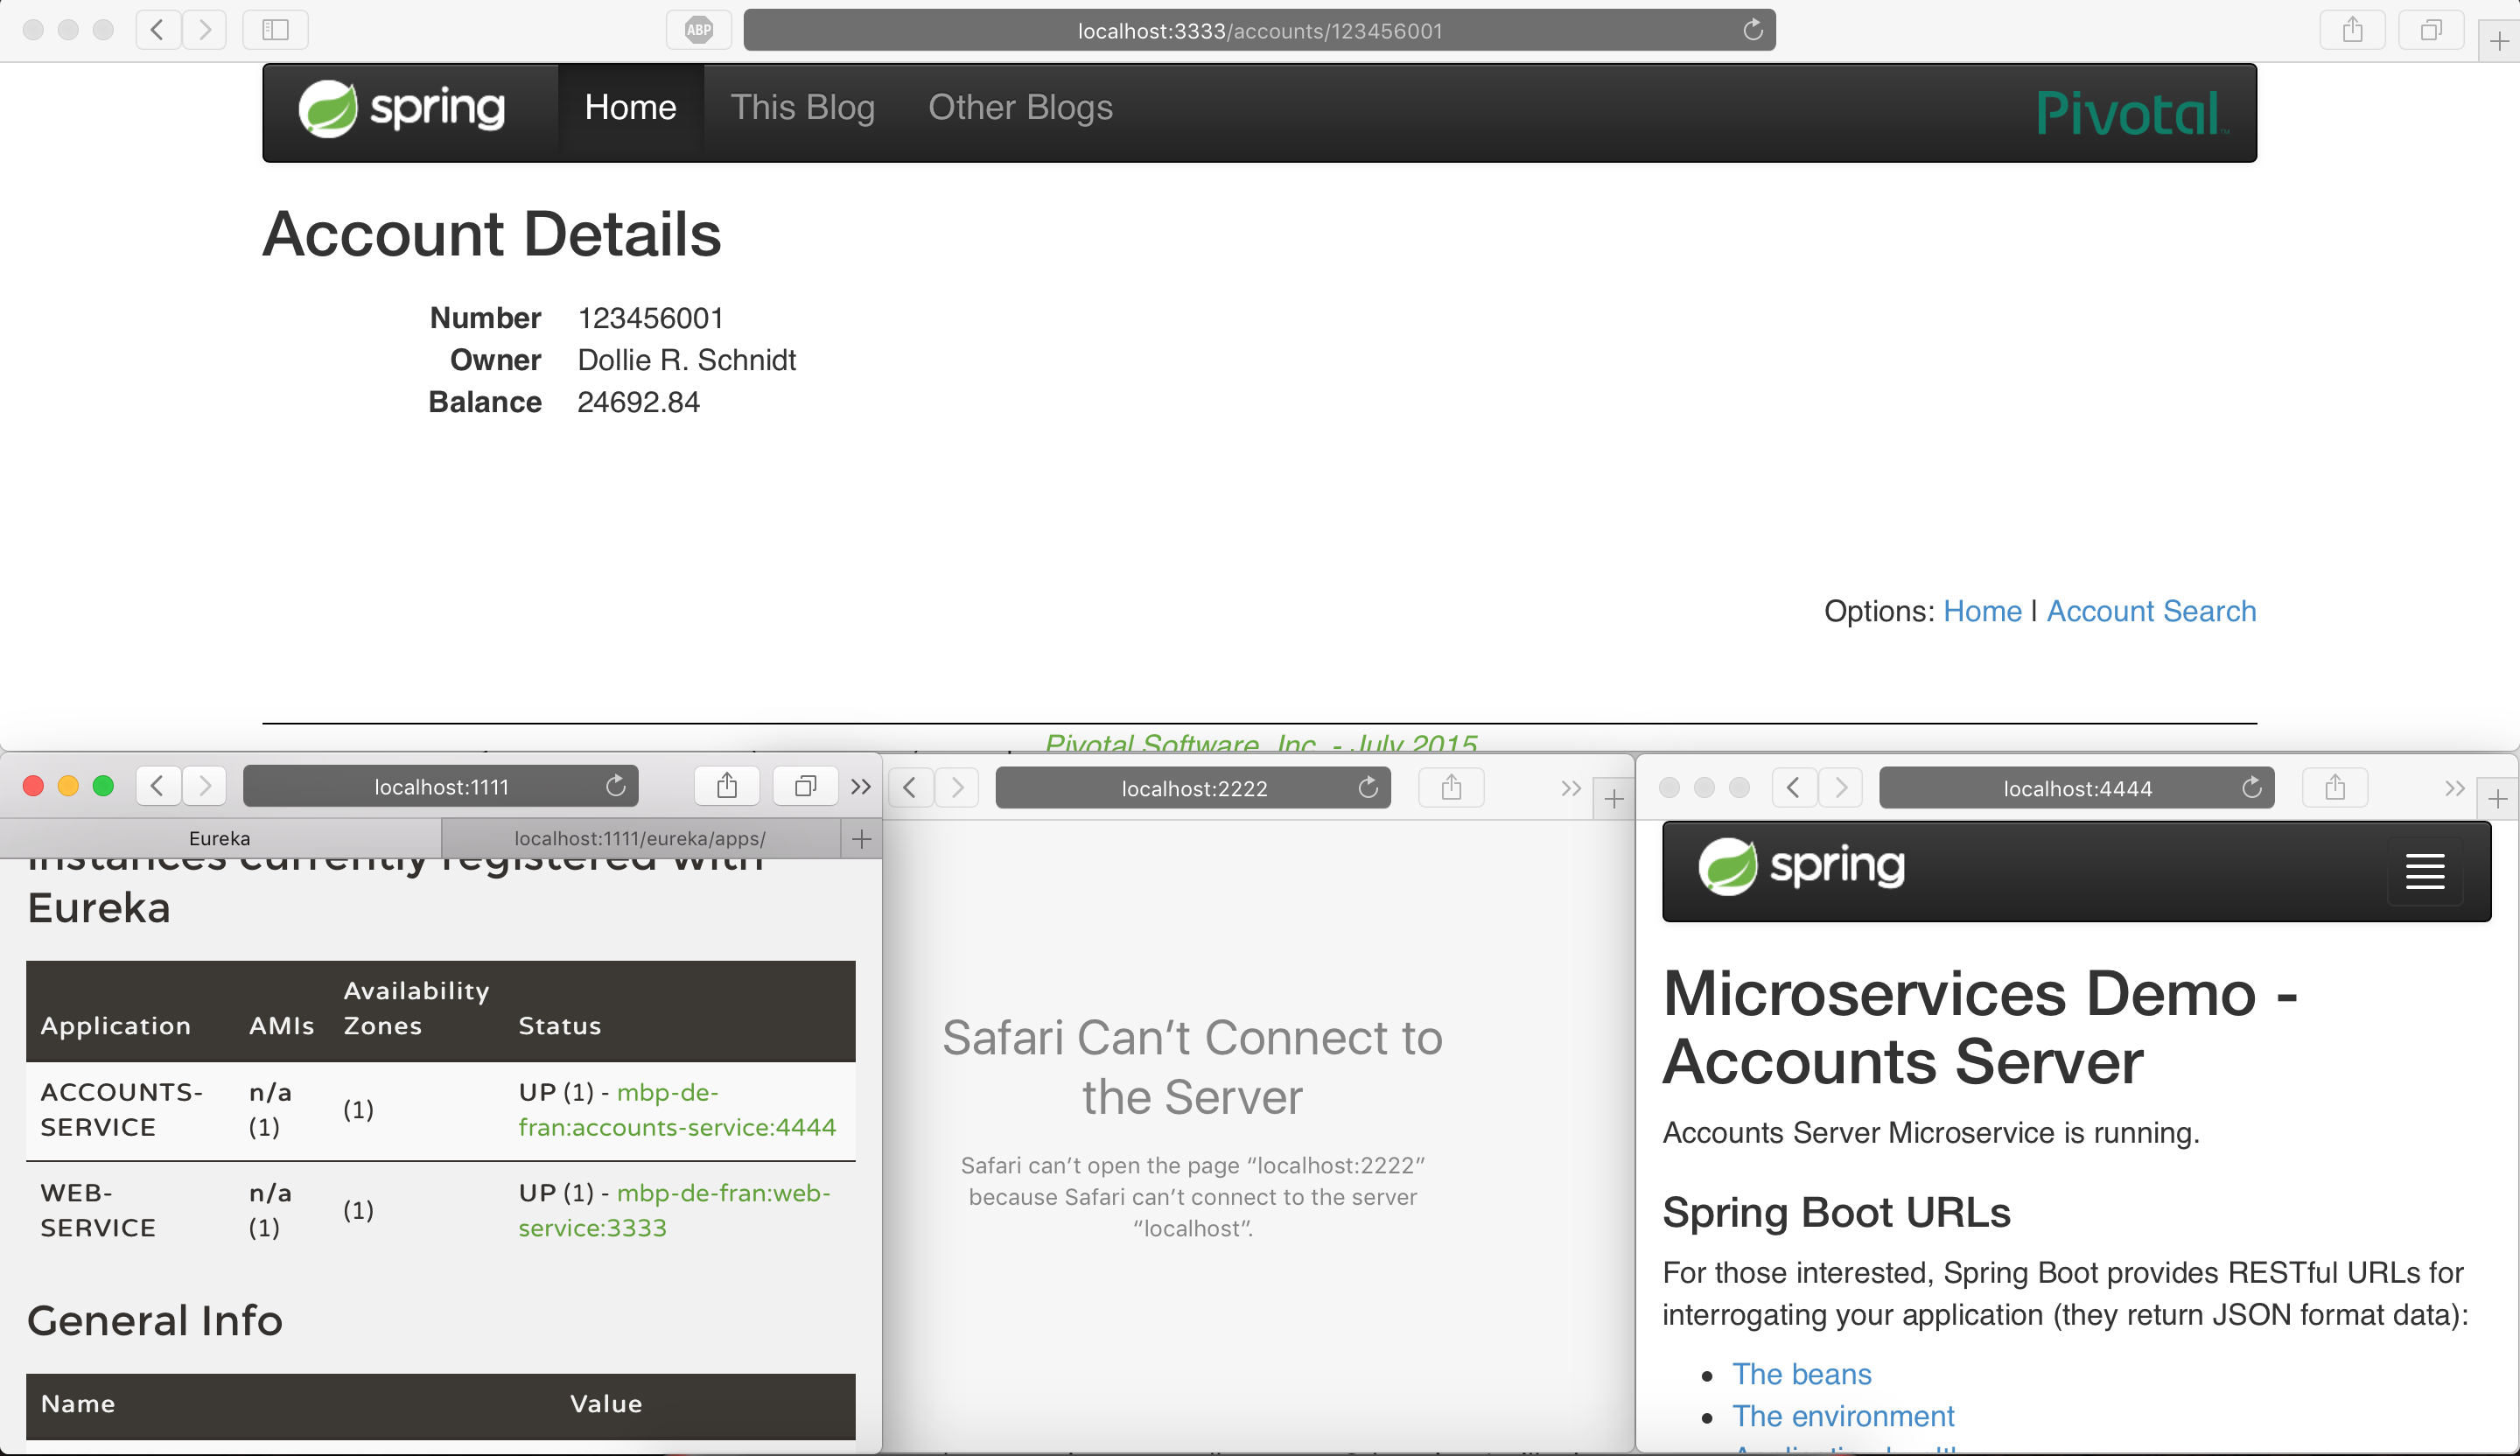 ABP
localhost:3333/accounts/123456001
spring
Home
This Blog
Other Blogs
Pivotal™
Account Details
Number 123456001
Owner Dollie R. Schnidt
Balance 24692.84
Options: Home | Account Search
Pivotal Software, Inc. - July 2015
localhost:1111
Eureka
localhost:1111/eureka/apps/
Instances currently registered with
Eureka
Availability
Application AMIs Zones Status
ACCOUNTS- n/a UP (1) - mbp-de-
SERVICE (1) (1) fran:accounts-service:4444
WEB- n/a UP (1) - mbp-de-fran:web-
SERVICE (1) (1) service:3333
General Info
Name Value
localhost:2222
Safari Can’t Connect to
the Server
Safari can’t open the page “localhost:2222”
because Safari can’t connect to the server
“localhost”.
localhost:4444
spring
Microservices Demo -
Accounts Server
Accounts Server Microservice is running.
Spring Boot URLs
For those interested, Spring Boot provides RESTful URLs for
interrogating your application (they return JSON format data):
The beans
The environment